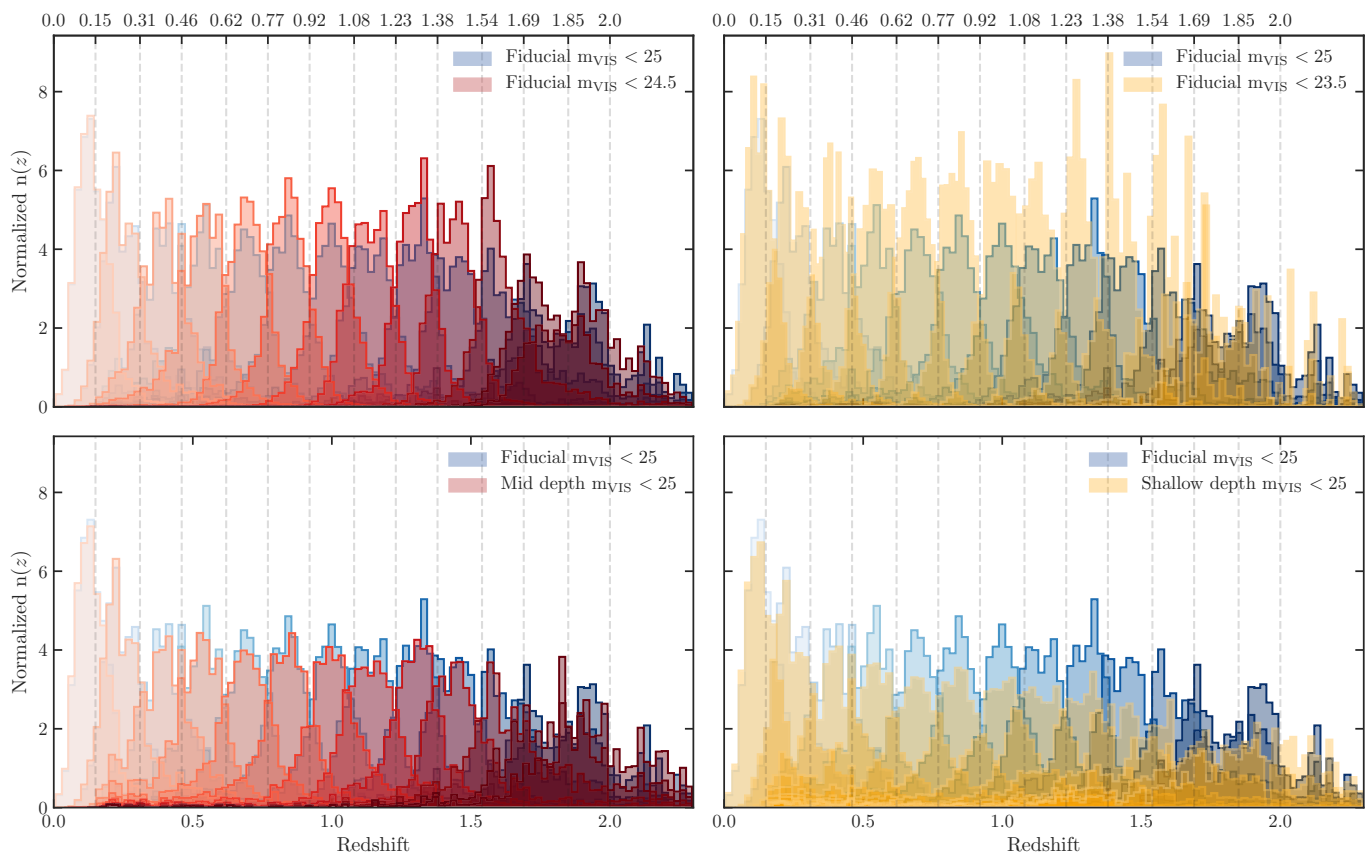 0.0 0.15 0.31 0.46 0.62 0.77 0.92 1.08 1.23 1.38 1.54 1.69 1.85 2.0
Normalized n(z)
8
6
4
2
0
Fiducial m_VIS < 25
Fiducial m_VIS < 24.5
0.0 0.15 0.31 0.46 0.62 0.77 0.92 1.08 1.23 1.38 1.54 1.69 1.85 2.0
Fiducial m_VIS < 25
Fiducial m_VIS < 23.5
Normalized n(z)
8
6
4
2
0
Fiducial m_VIS < 25
Mid depth m_VIS < 25
0.0 0.5 1.0 1.5 2.0
Redshift
Fiducial m_VIS < 25
Shallow depth m_VIS < 25
0.0 0.5 1.0 1.5 2.0
Redshift